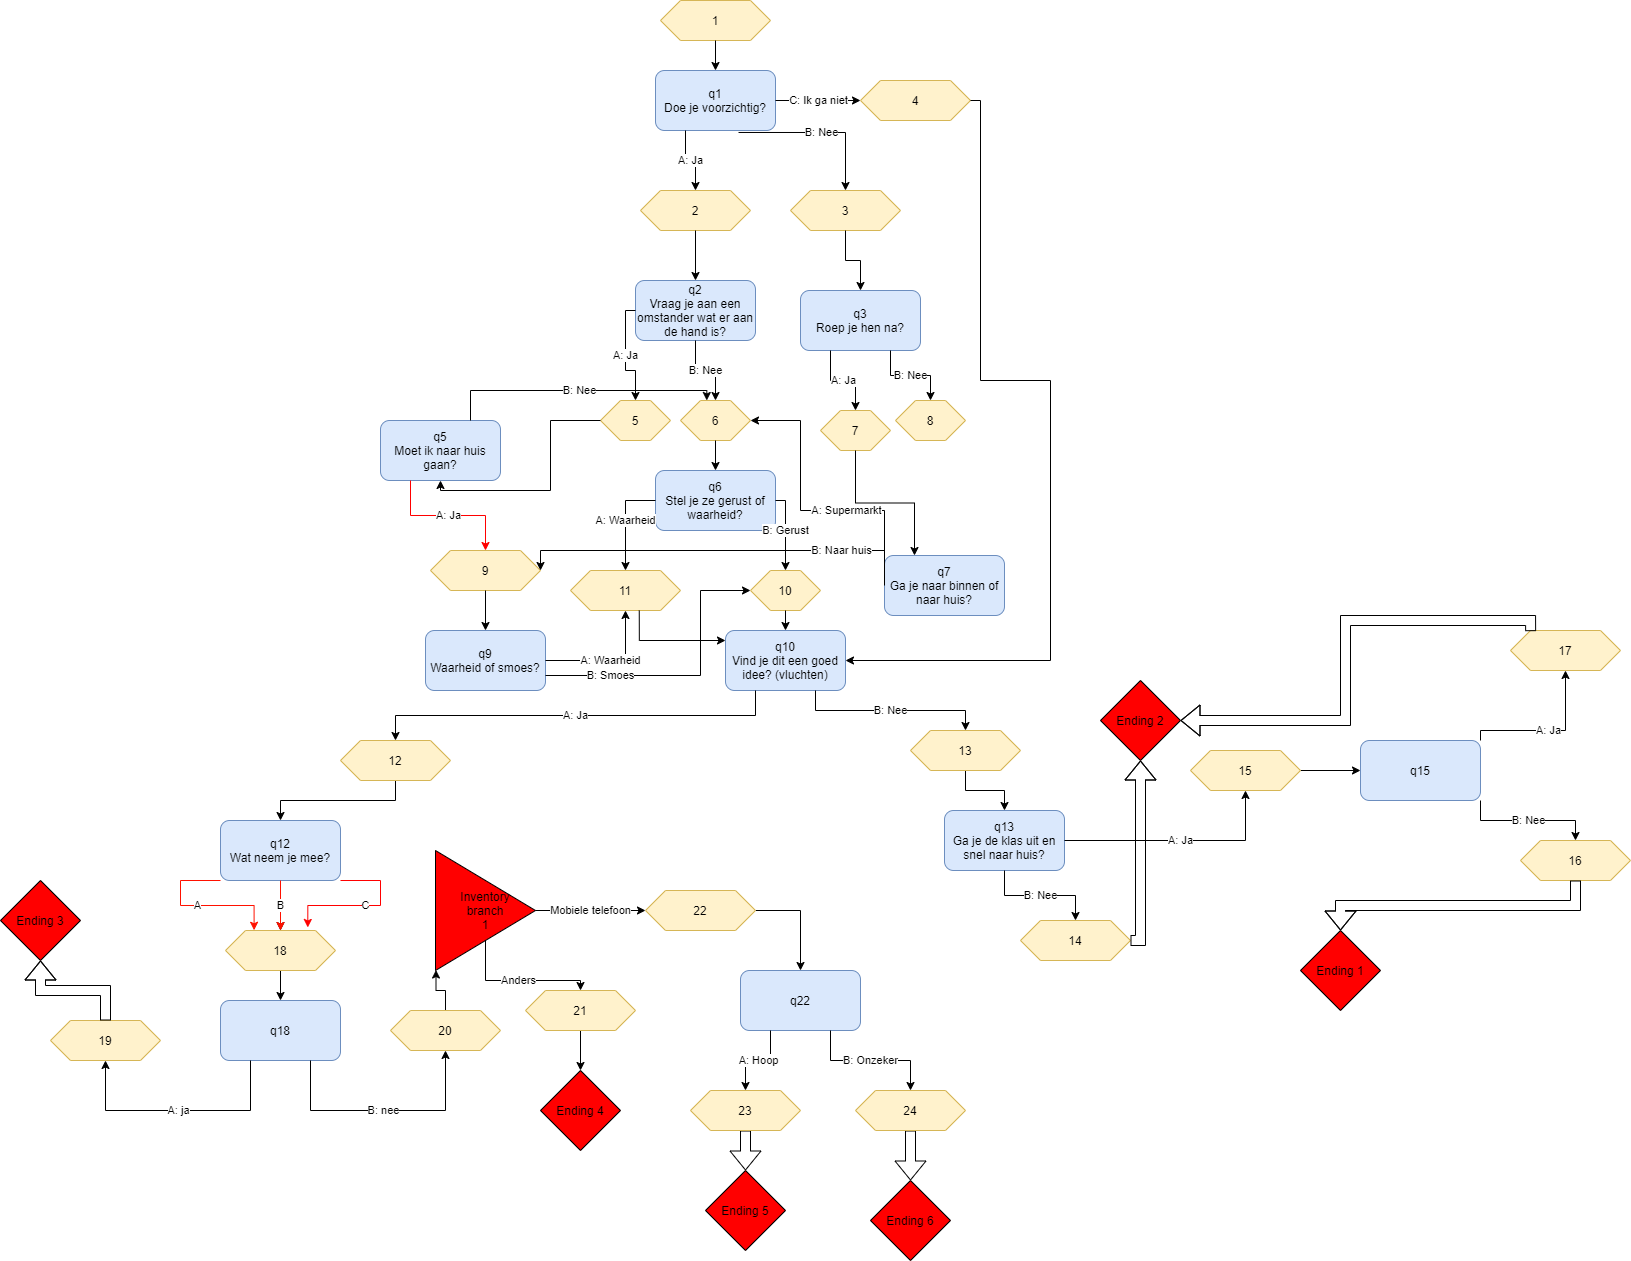 1
q1
Doe je voorzichtig?
C: Ik ga niet
4
B: Nee
A: Ja
2
3
q2
Vraag je aan een
omstander wat er aan
de hand is?
q3
Roep je hen na?
A: Ja
B: Nee
A: Ja
B: Nee
B: Nee
5
6
7
8
q5
Moet ik naar huis
gaan?
q6
Stel je ze gerust of
waarheid?
A: Ja
A: Waarheid
B: Gerust
A: Supermarkt
B: Naar huis
9
11
10
q7
Ga je naar binnen of
naar huis?
q9
Waarheid of smoes?
A: Waarheid
B: Smoes
q10
Vind je dit een goed
idee? (vluchten)
17
A: Ja
B: Nee
Ending 2
A: Ja
12
13
15
q15
q12
Wat neem je mee?
q13
Ga je de klas uit en
snel naar huis?
A: Ja
B: Nee
16
A
B
C
Inventory
branch
1
Mobiele telefoon
22
B: Nee
14
Ending 3
18
Ending 1
Anders
q18
20
21
q22
19
A: Hoop
B: Onzeker
A: ja
B: nee
Ending 4
23
24
Ending 5
Ending 6